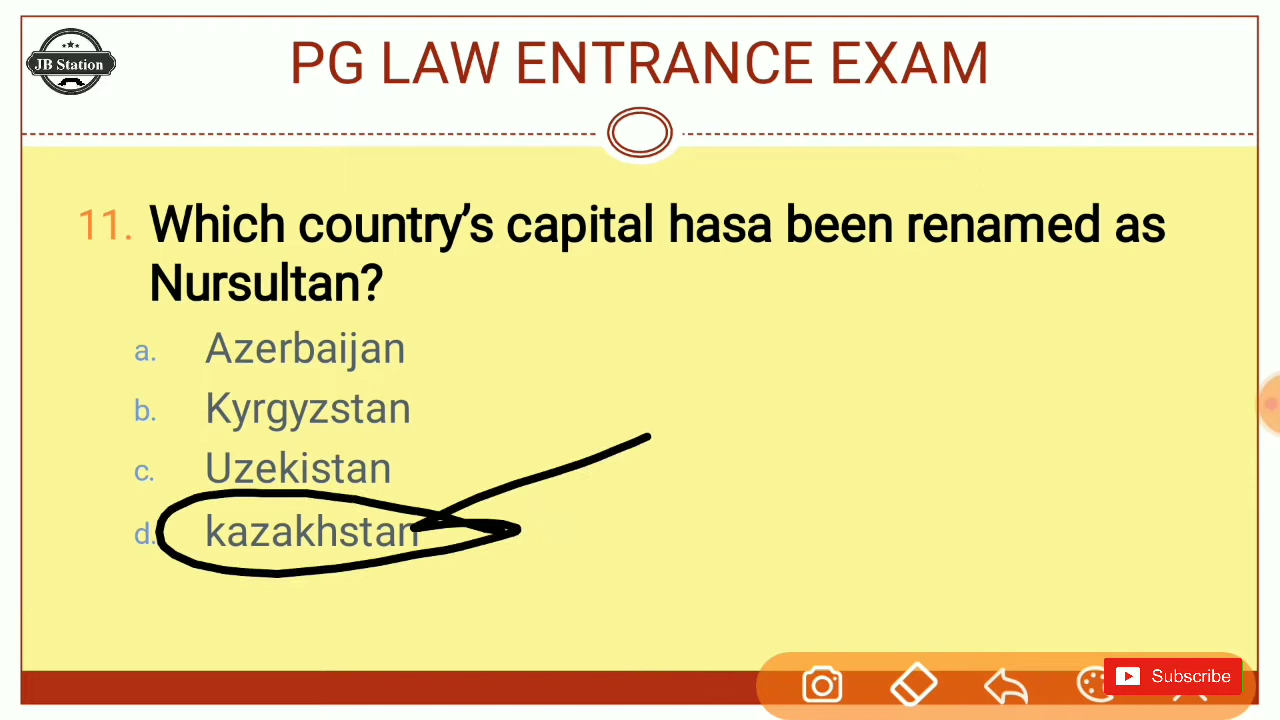 JB Station
PG LAW ENTRANCE EXAM
11. Which country’s capital hasa been renamed as
Nursultan?
a. Azerbaijan
b. Kyrgyzstan
c. Uzekistan
d. kazakhstan
Subscribe